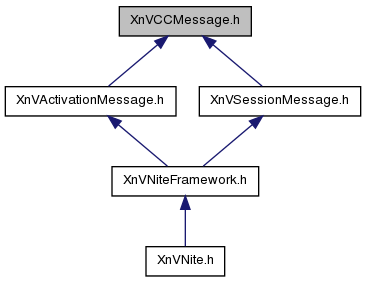 XnVCCMessage.h
XnVActivationMessage.h
XnVSessionMessage.h
XnVNiteFramework.h
XnVNite.h